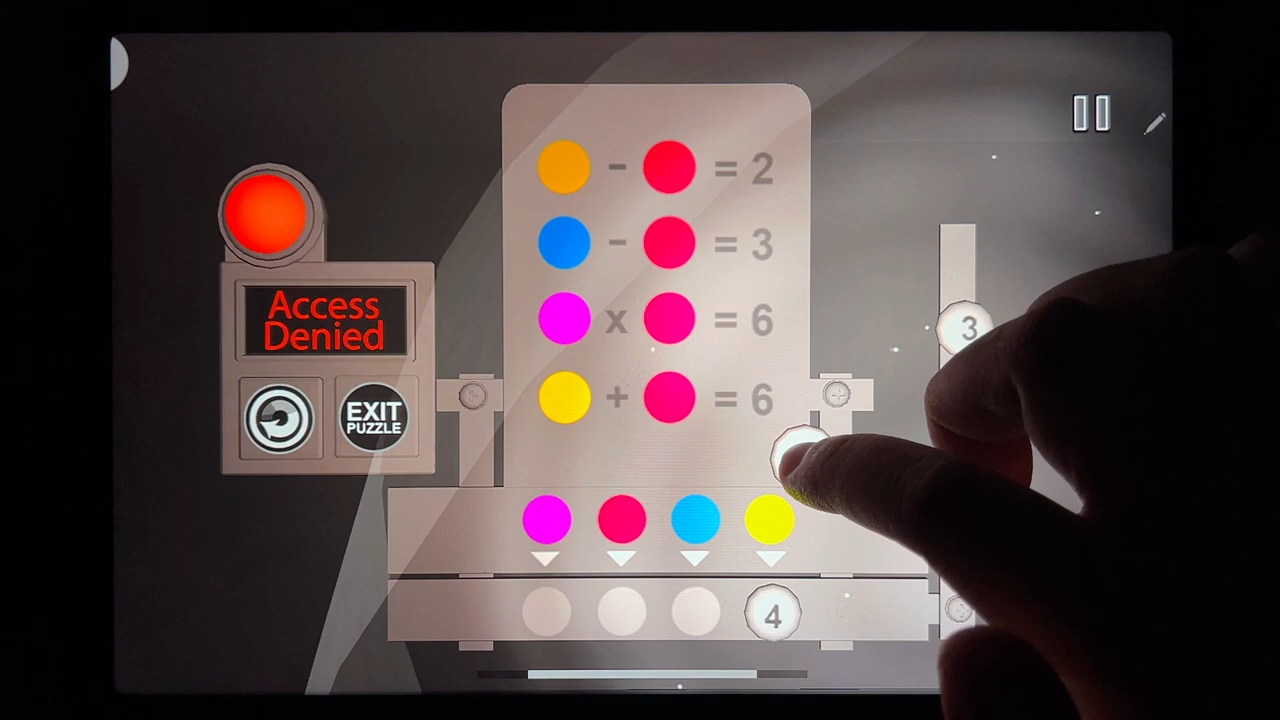 - = 2
- = 3
x = 6
+ = 6
Access
Denied
EXIT
PUZZLE
3
4